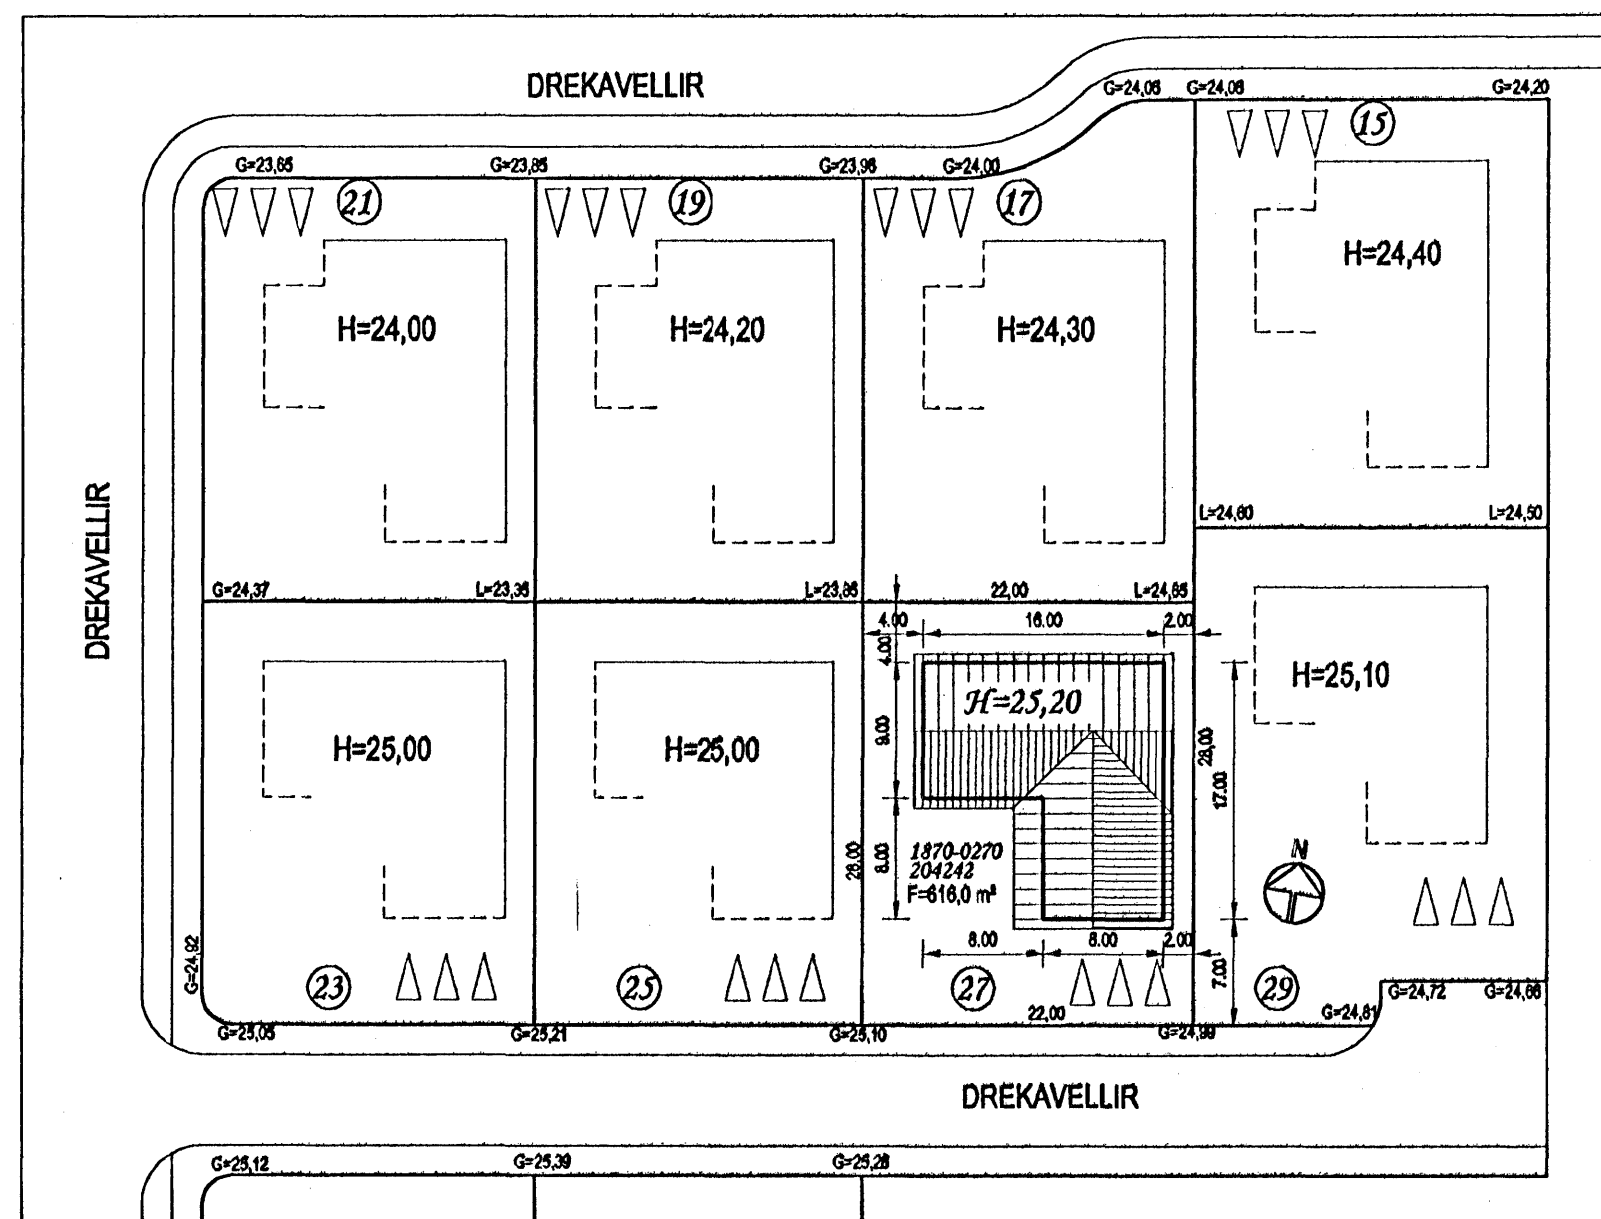 DREKAVELLIR
G=24,06
G=24,06
G=24,20
15
G=23,65
G=23,85
G=23,96
G=24,00
21
19
17
H=24,00
H=24,20
H=24,30
H=24,40
DREKAVELLIR
L=24,60
L=24,50
G=24,37
L=23,36
L=23,86
22,00
L=24,65
4.00
16.00
2.00
4.00
H=25,20
H=25,10
H=25,00
H=25,00
9.00
28,00
17.00
28.00
8.00
1870-0270
204242
F=616,0 m²
N
8.00
8.00
2.00
7.00
G=24,92
23
25
27
29
G=24,72
G=24,66
22,00
G=24,81
G=25,05
G=25,21
G=25,10
G=24,99
DREKAVELLIR
G=25,12
G=25,39
G=25,28